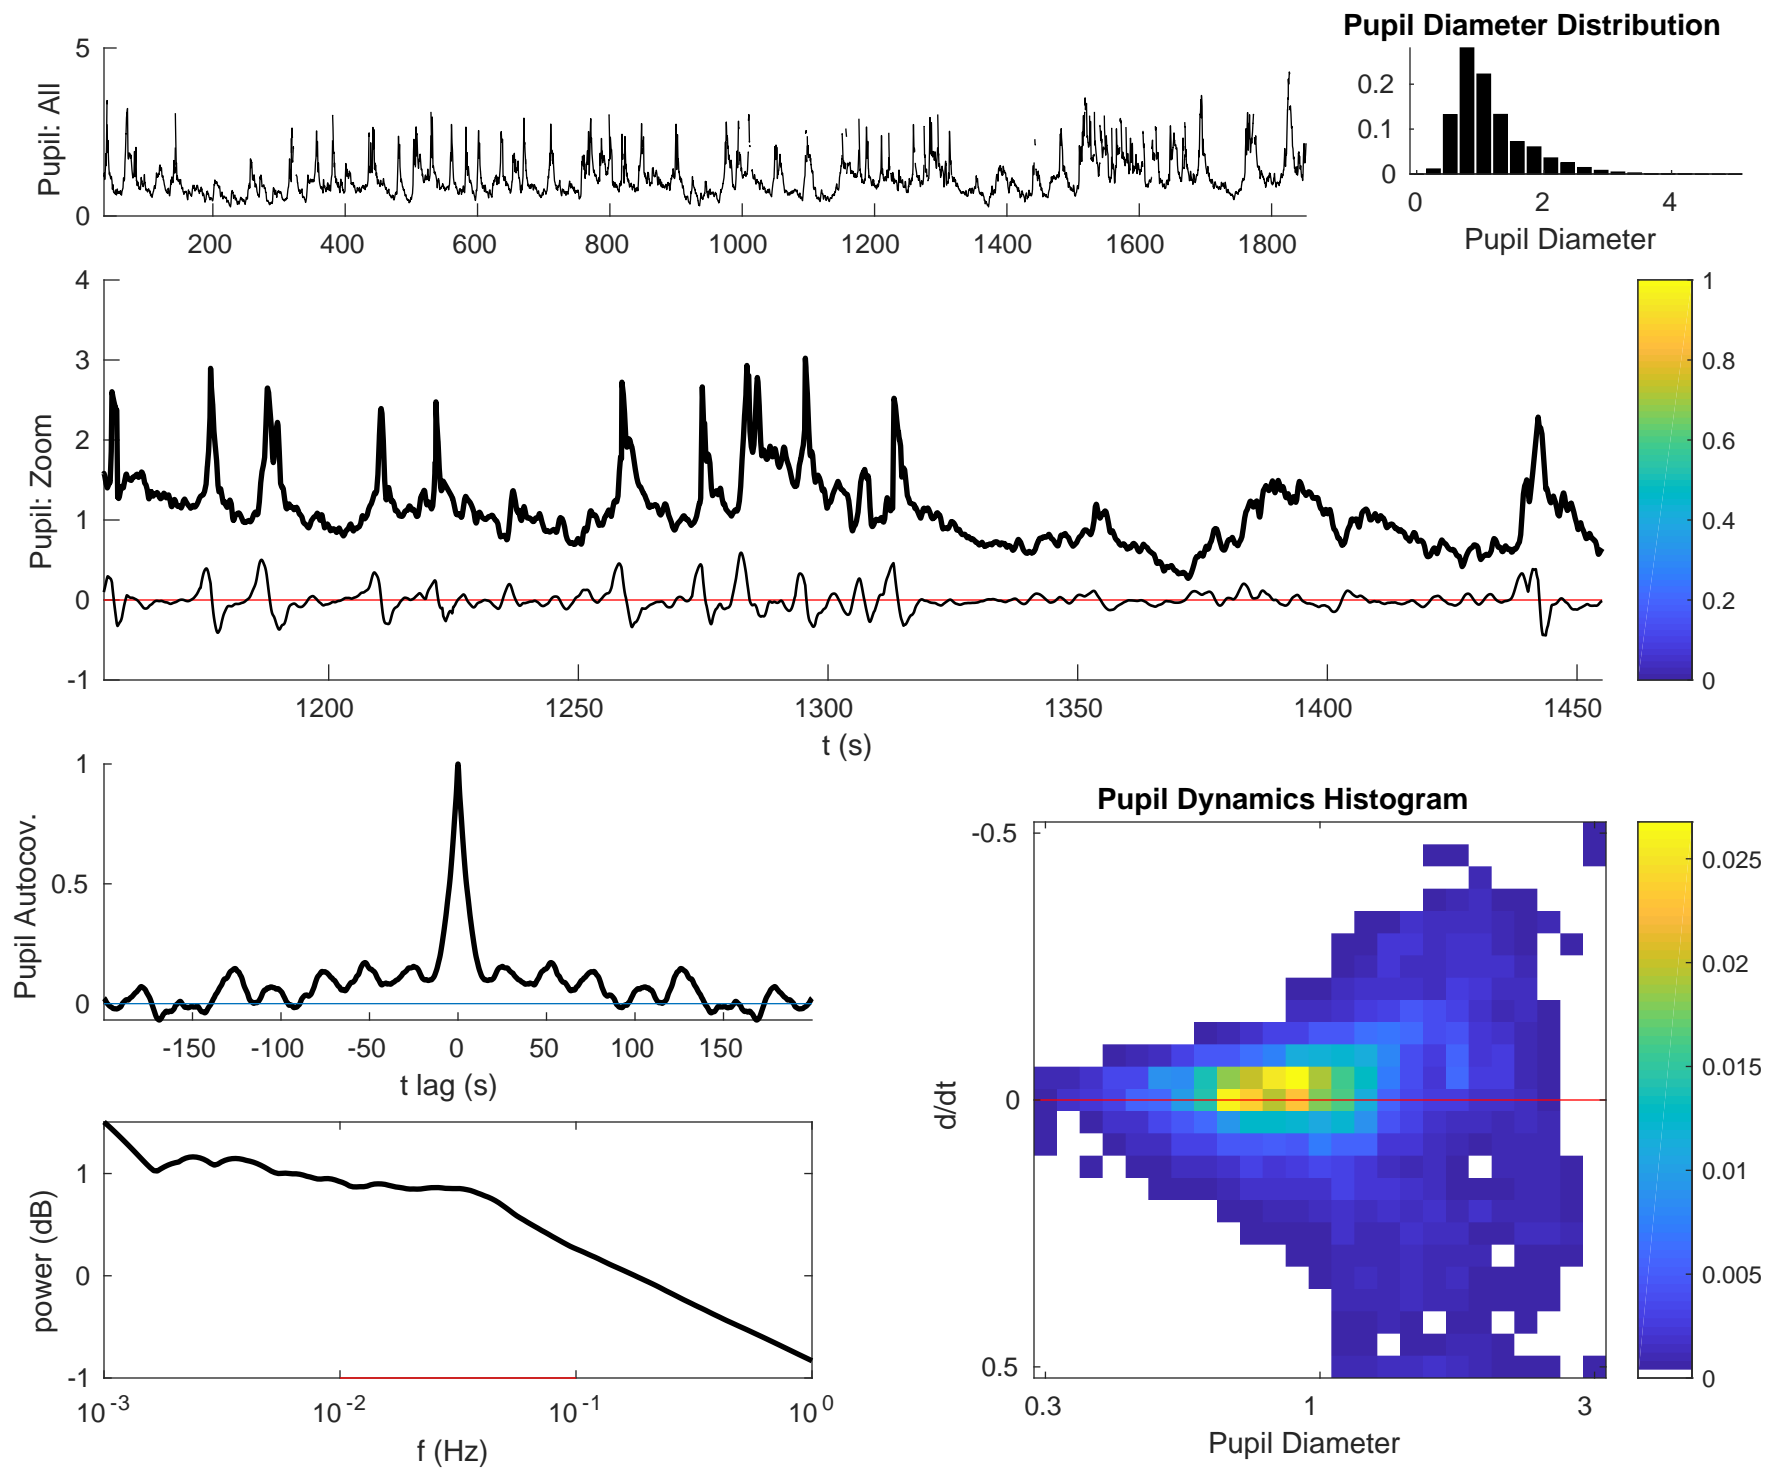 Pupil Diameter Distribution
Pupil: All
5
0
200 400 600 800 1000 1200 1400 1600 1800
0.2
0.1
0
0 2 4
Pupil Diameter
Pupil: Zoom
4
3
2
1
0
-1
1200 1250 1300 1350 1400 1450
t (s)
1
0.8
0.6
0.4
0.2
0
Pupil Autocov.
1
0.5
0
-150 -100 -50 0 50 100 150
t lag (s)
power (dB)
1
0
-1
10^-3 10^-2 10^-1 10^0
f (Hz)
Pupil Dynamics Histogram
d/dt
-0.5
0
0.5
0.3 1 3
Pupil Diameter
0.025
0.02
0.015
0.01
0.005
0